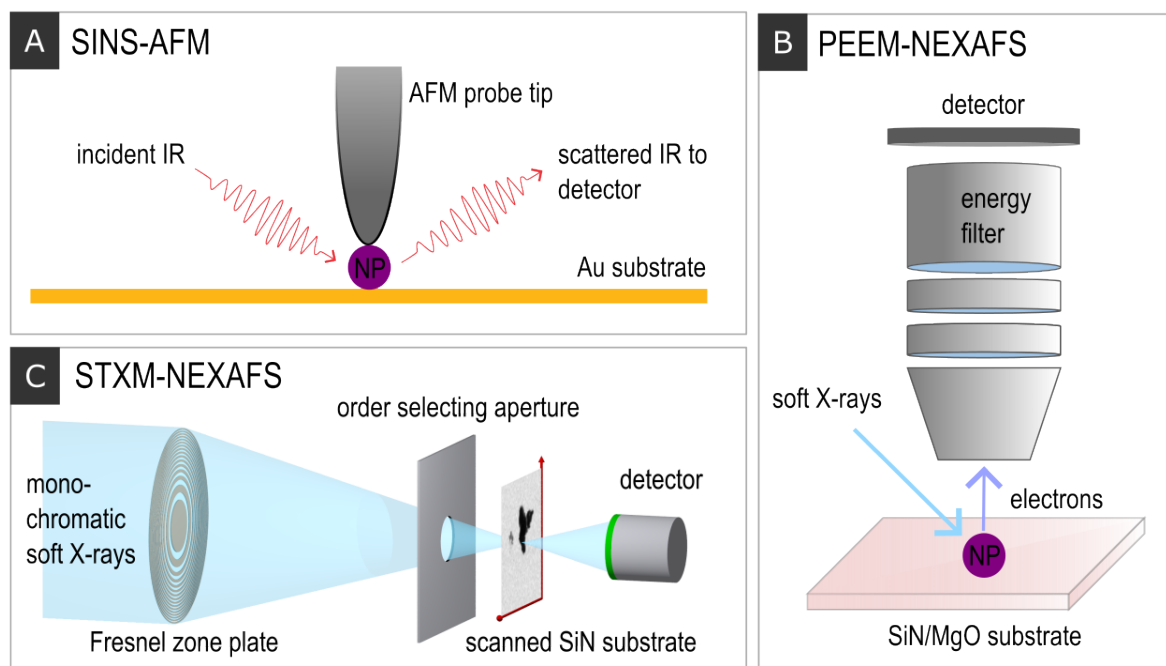 A
SINS-AFM
AFM probe tip
incident IR
scattered IR to
detector
NP
Au substrate
B
PEEM-NEXAFS
detector
energy
filter
soft X-rays
electrons
NP
SiN/MgO substrate
C
STXM-NEXAFS
order selecting aperture
mono-
chromatic
soft X-rays
detector
Fresnel zone plate
scanned SiN substrate